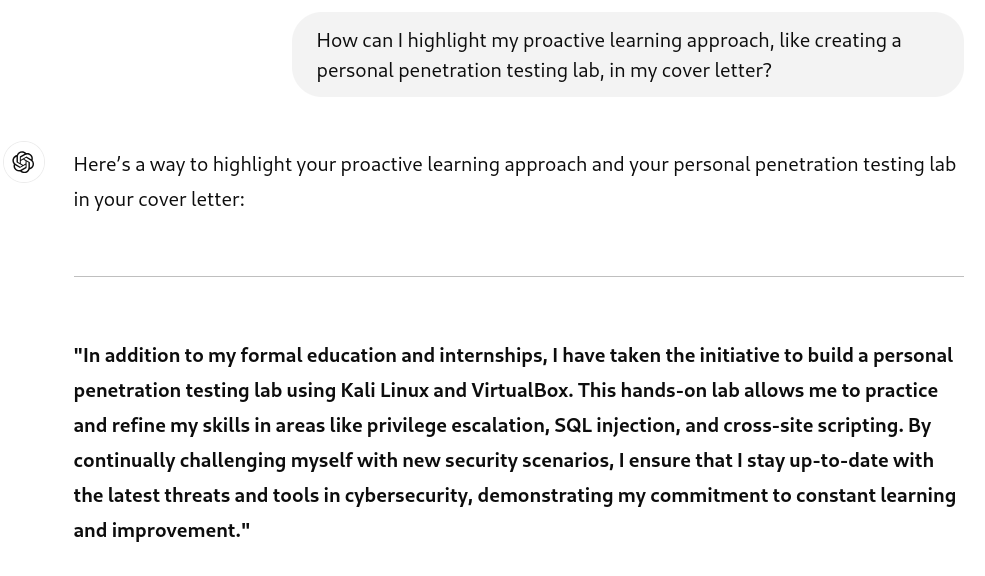 How can I highlight my proactive learning approach, like creating a
personal penetration testing lab, in my cover letter?
Here’s a way to highlight your proactive learning approach and your personal penetration testing lab
in your cover letter:
"In addition to my formal education and internships, I have taken the initiative to build a personal
penetration testing lab using Kali Linux and VirtualBox. This hands-on lab allows me to practice
and refine my skills in areas like privilege escalation, SQL injection, and cross-site scripting. By
continually challenging myself with new security scenarios, I ensure that I stay up-to-date with
the latest threats and tools in cybersecurity, demonstrating my commitment to constant learning
and improvement."